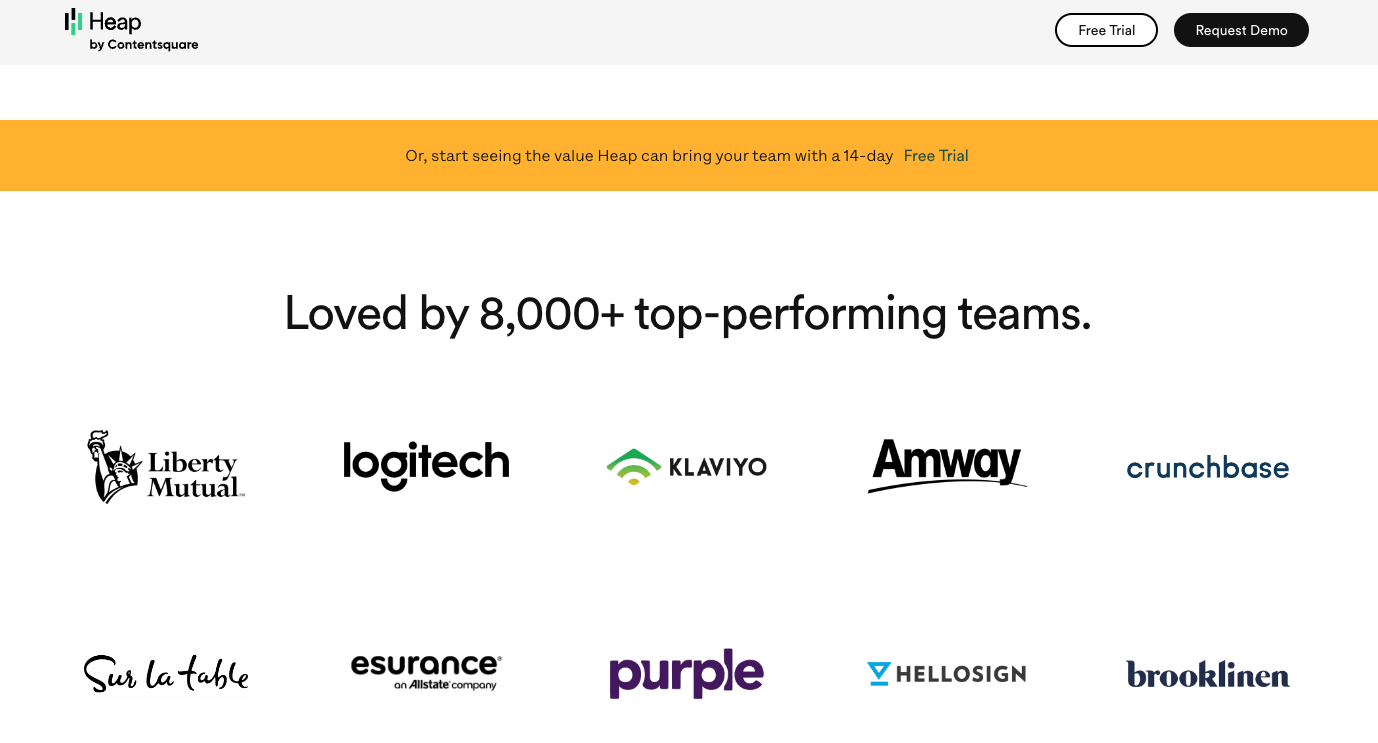 Heap
by Contentsquare
Free Trial
Request Demo
Or, start seeing the value Heap can bring your team with a 14-day Free Trial
Loved by 8,000+ top-performing teams.
Liberty
Mutual™
logitech
KLAVIYO
Amway
crunchbase
Sur la table
esurance®
an Allstate company
purple
HELLOSIGN
brooklinen